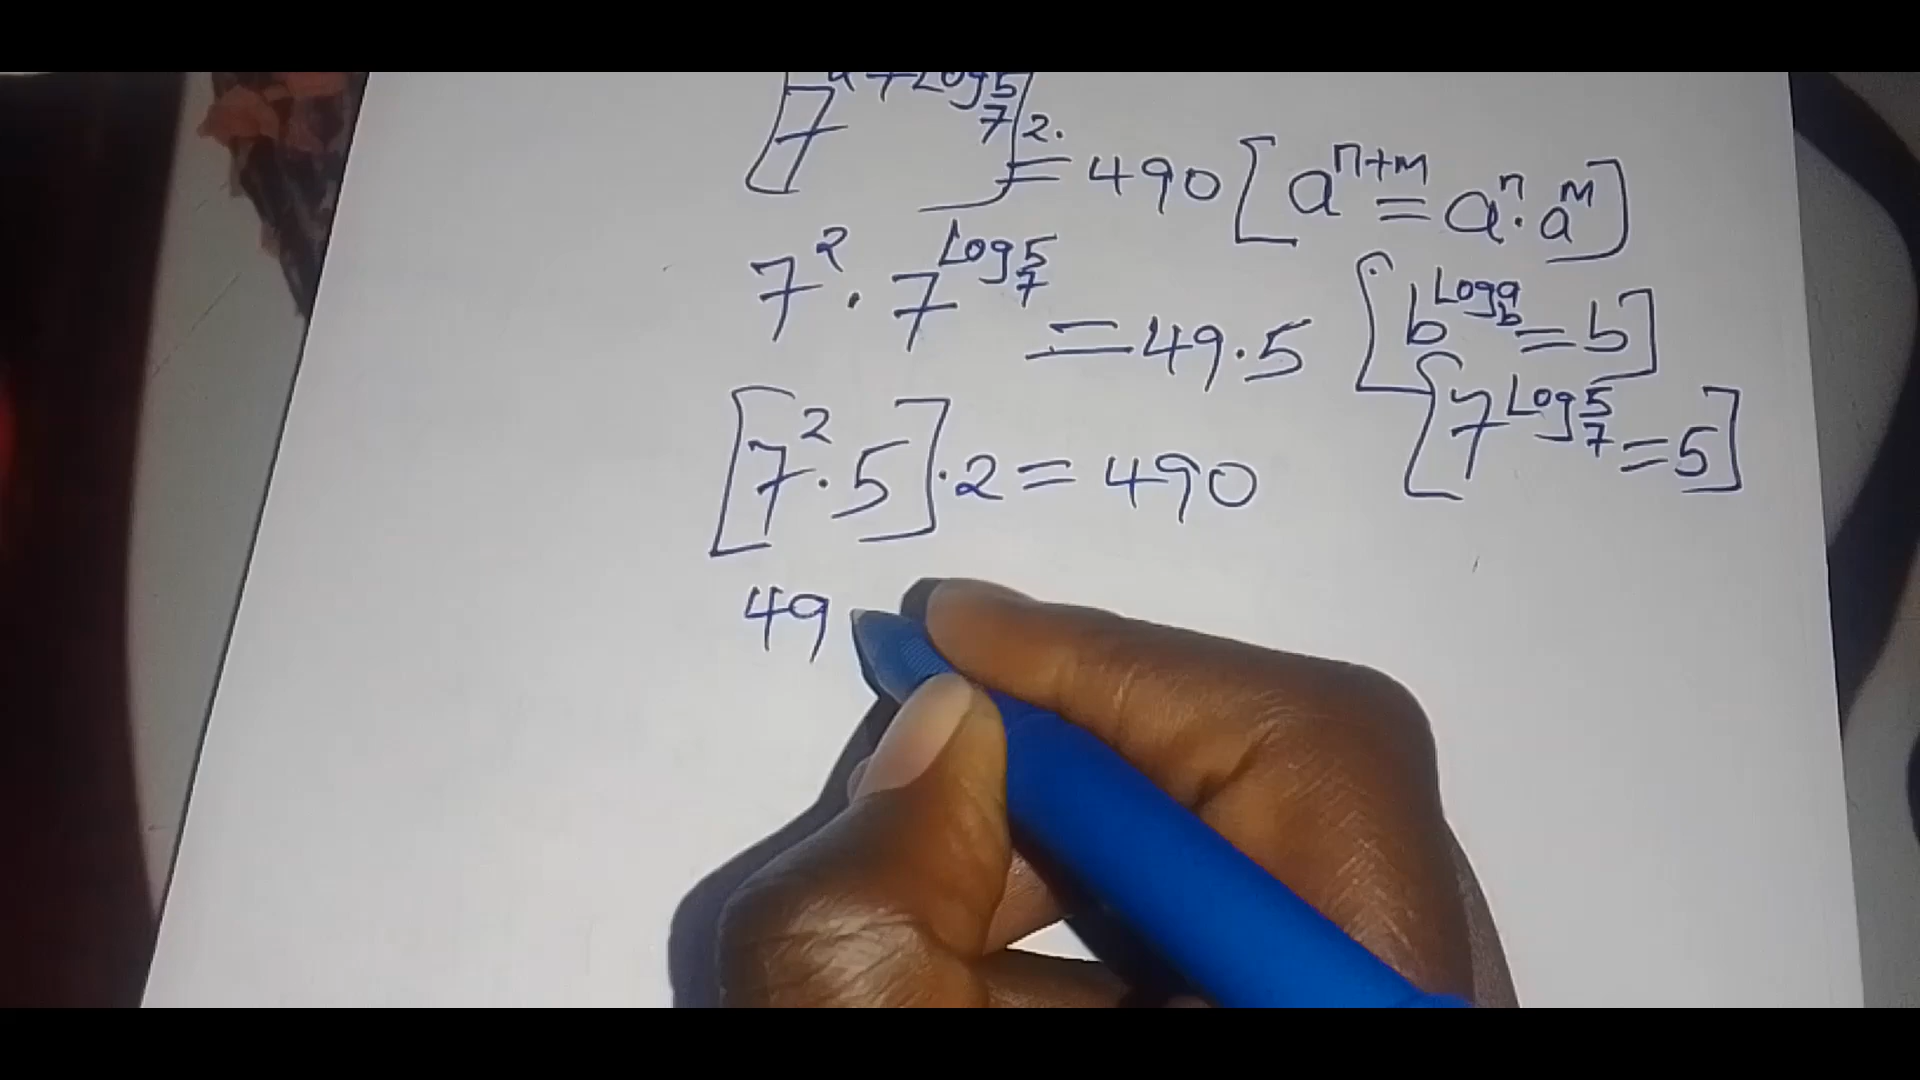 7^{2+Log_7 5} 2.
= 490 [a^{n+m} = a^n · a^m]
7^2 · 7^{Log_7 5} = 49.5 [b^{Log_b a} = b]
[7^{Log_7 5} = 5]
[7^2 · 5] · 2 = 490
49